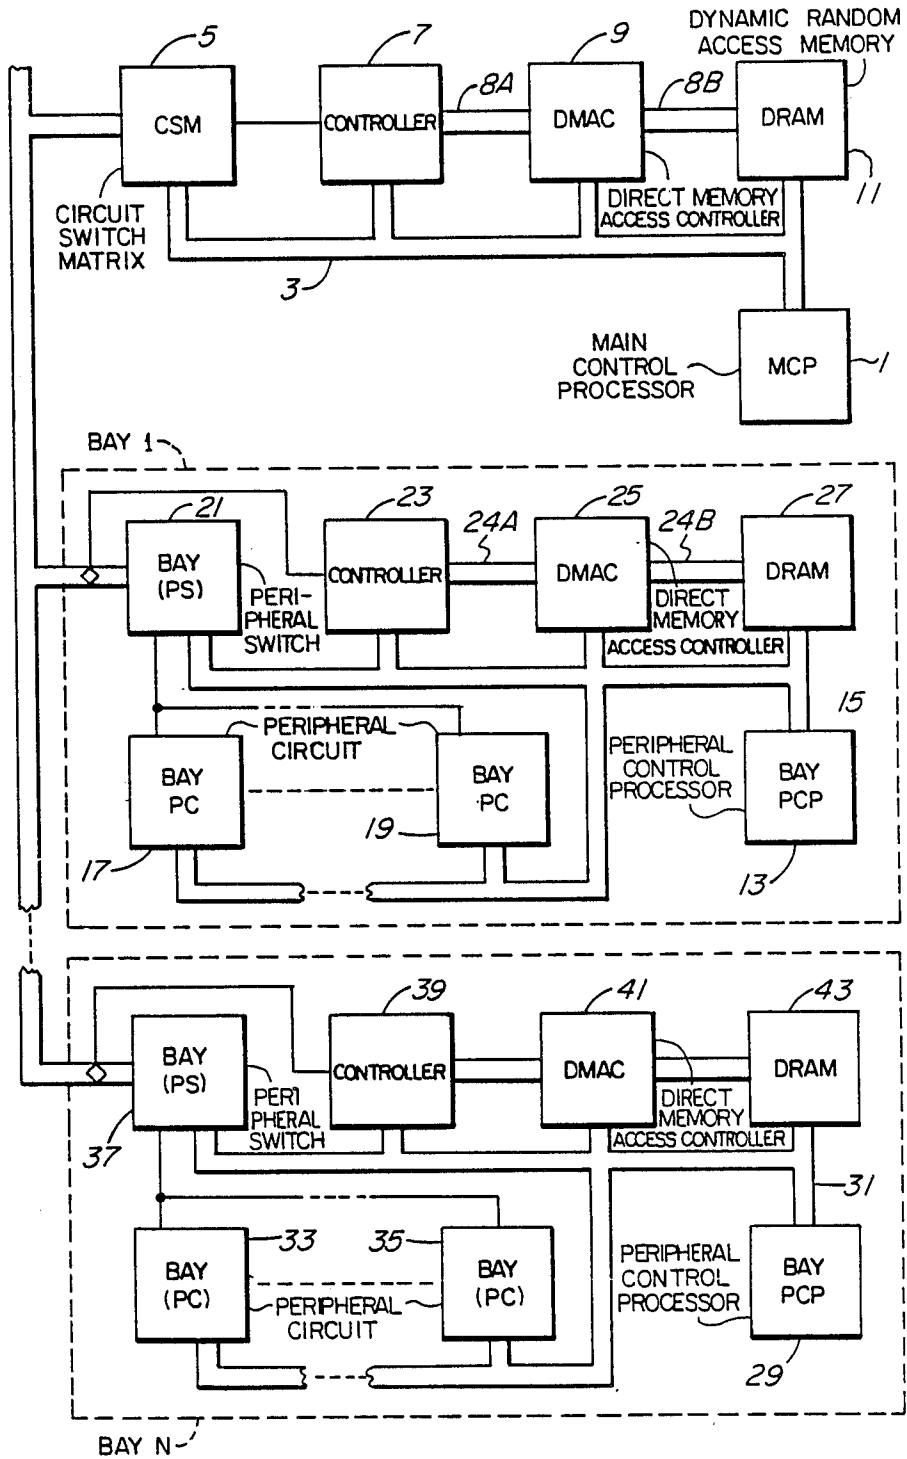 DYNAMIC RANDOM
ACCESS MEMORY
5
7
9
8A
8B
CSM
CONTROLLER
DMAC
DRAM
11
CIRCUIT
SWITCH
MATRIX
DIRECT MEMORY
ACCESS CONTROLLER
3
MAIN
CONTROL
PROCESSOR
MCP
1
BAY 1
21
23
24A
25
24B
27
BAY
(PS)
CONTROLLER
DMAC
DRAM
PERI-
PHERAL
SWITCH
DIRECT
MEMORY
ACCESS CONTROLLER
15
PERIPHERAL
CIRCUIT
BAY
PC
BAY
PC
PERIPHERAL
CONTROL
PROCESSOR
BAY
PCP
17
19
13
39
41
43
BAY
(PS)
CONTROLLER
DMAC
DRAM
37
PERI
PHERAL
SWITCH
DIRECT
MEMORY
ACCESS CONTROLLER
31
33
35
BAY
(PC)
BAY
(PC)
PERIPHERAL
CIRCUIT
PERIPHERAL
CONTROL
PROCESSOR
BAY
PCP
29
BAY N